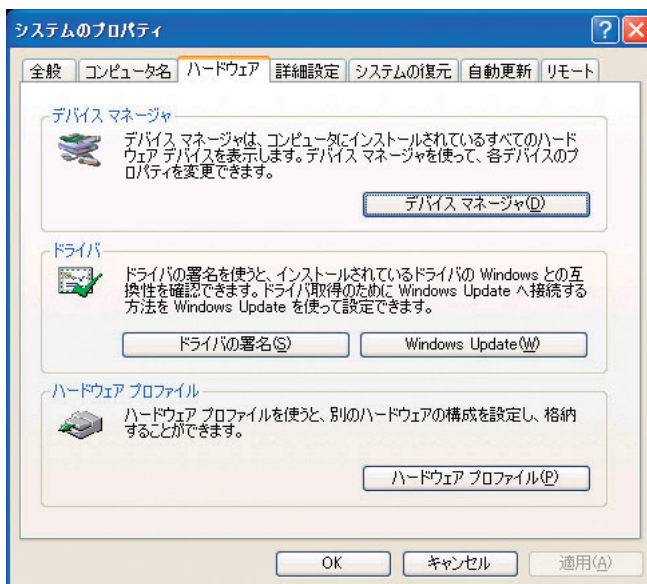 システムのプロパティ
全般 コンピュータ名 ハードウェア 詳細設定 システムの復元 自動更新 リモート
デバイス マネージャ
デバイス マネージャは、コンピュータにインストールされているすべてのハード
ウェア デバイスを表示します。デバイス マネージャを使って、各デバイスのプ
ロパティを変更できます。
デバイス マネージャ(D)
ドライバ
ドライバの署名を使うと、インストールされているドライバの Windows との互
換性を確認できます。ドライバ取得のために Windows Update へ接続する
方法を Windows Update を使って設定できます。
ドライバの署名(S) Windows Update(W)
ハードウェア プロファイル
ハードウェア プロファイルを使うと、別のハードウェアの構成を設定し、格納
することができます。
ハードウェア プロファイル(P)
OK キャンセル 適用(A)